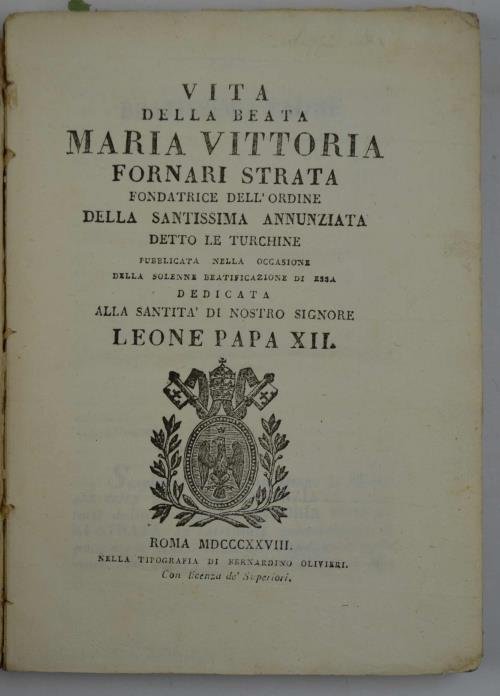 VITA
DELLA BEATA
MARIA VITTORIA
FORNARI STRATA
FONDATRICE DELL'ORDINE
DELLA SANTISSIMA ANNUNZIATA
DETTO LE TURCHINE
PUBBLICATA NELLA OCCASIONE
DELLA SOLENNE BEATIFICAZIONE DI ESSA
DEDICATA
ALLA SANTITA' DI NOSTRO SIGNORE
LEONE PAPA XII.
ROMA MDCCCXXVIII.
NELLA TIPOGRAFIA DI BERNARDINO OLIVIERI.
Con licenza de' Superiori.